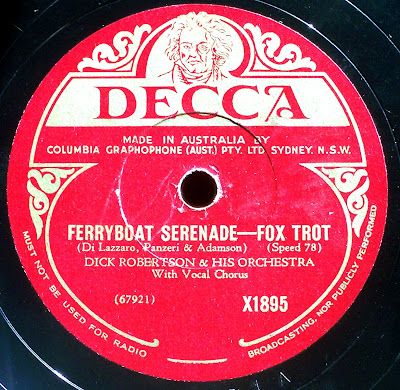 DECCA
MADE IN AUSTRALIA BY
COLUMBIA GRAPHOPHONE (AUST.) PTY. LTD SYDNEY. N.S.W.
FERRYBOAT SERENADE—FOX TROT
(Di Lazzaro, Panzeri & Adamson) (Speed 78)
DICK ROBERTSON & HIS ORCHESTRA
With Vocal Chorus
(67921) X1895
MUST NOT BE USED FOR RADIO BROADCASTING, NOR PUBLICLY PERFORMED